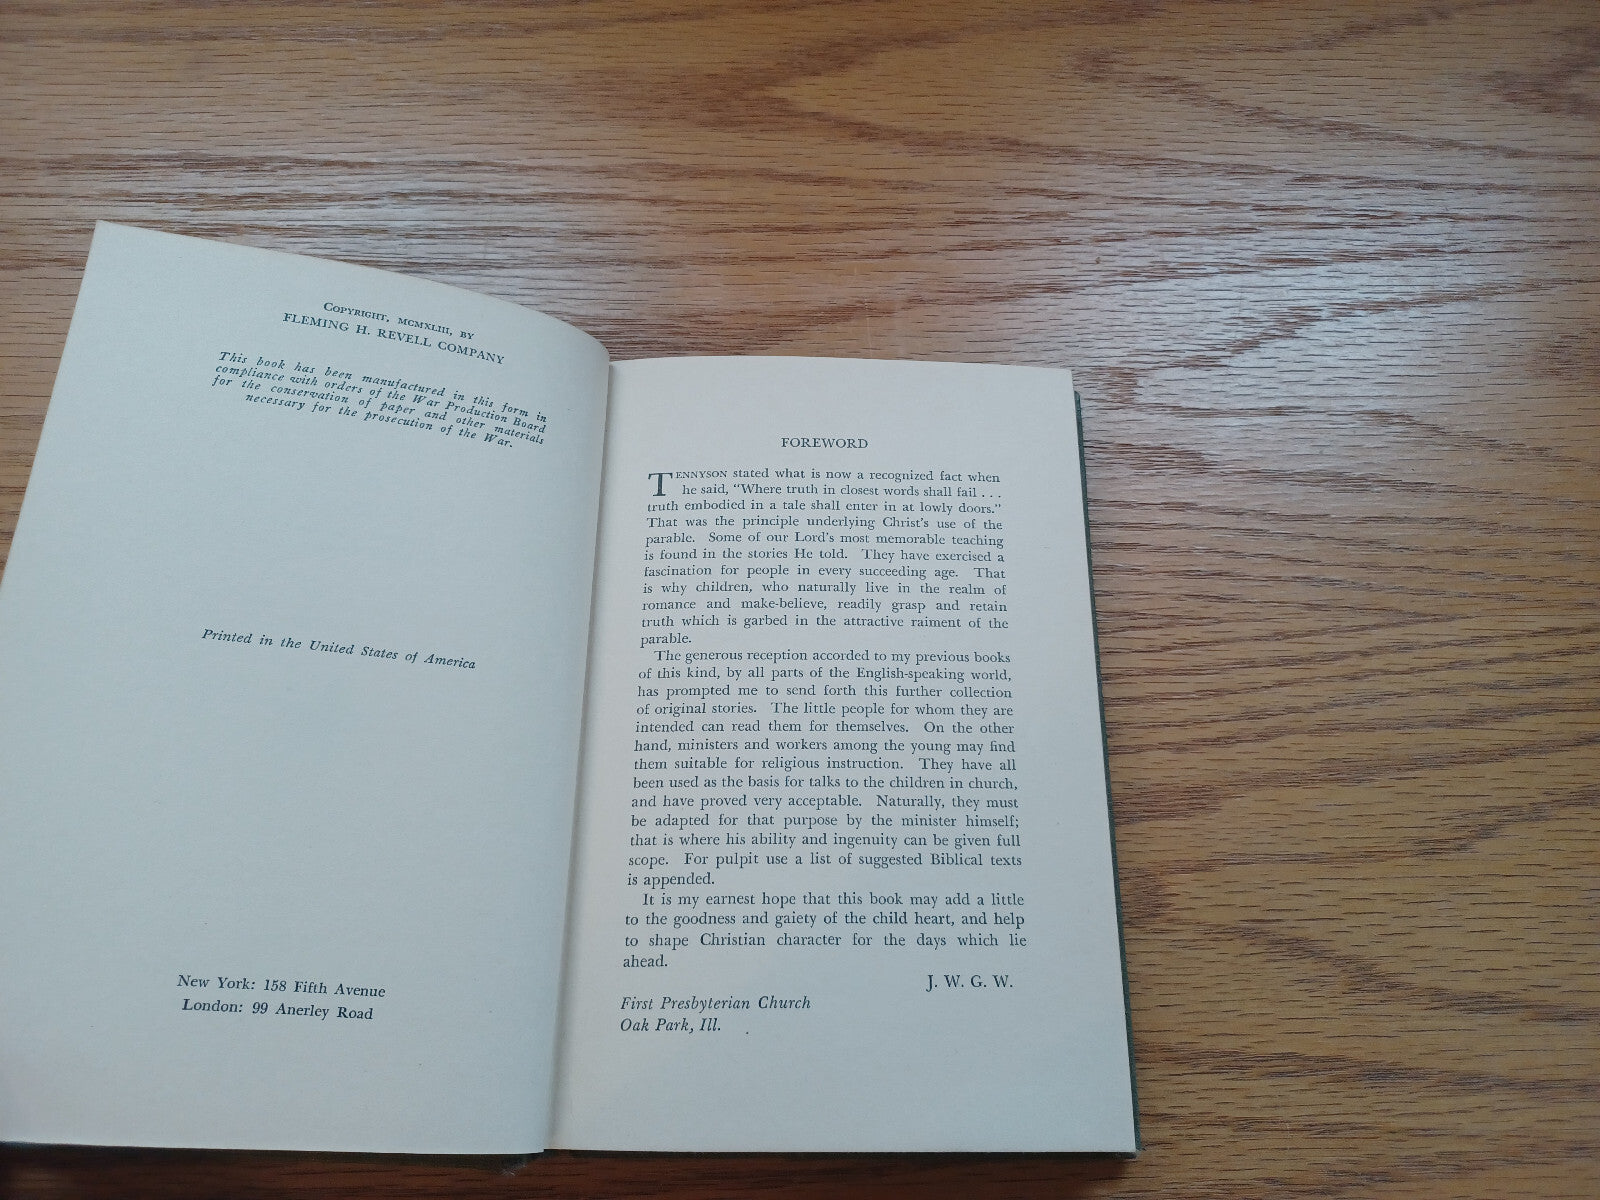 Copyright, MCMXLIII, by
FLEMING H. REVELL COMPANY
This book has been manufactured in this form in
compliance with orders of the War Production Board
for the conservation of paper and other materials
necessary for the prosecution of the War.
Printed in the United States of America
New York: 158 Fifth Avenue
London: 99 Anerley Road
FOREWORD
TENNYSON stated what is now a recognized fact when
he said, "Where truth in closest words shall fail . . .
truth embodied in a tale shall enter in at lowly doors."
That was the principle underlying Christ's use of the
parable. Some of our Lord's most memorable teaching
is found in the stories He told. They have exercised a
fascination for people in every succeeding age. That
is why children, who naturally live in the realm of
romance and make-believe, readily grasp and retain
truth which is garbed in the attractive raiment of the
parable.
The generous reception accorded to my previous books
of this kind, by all parts of the English-speaking world,
has prompted me to send forth this further collection
of original stories. The little people for whom they are
intended can read them for themselves. On the other
hand, ministers and workers among the young may find
them suitable for religious instruction. They have all
been used as the basis for talks to the children in church,
and have proved very acceptable. Naturally, they must
be adapted for that purpose by the minister himself;
that is where his ability and ingenuity can be given full
scope. For pulpit use a list of suggested Biblical texts
is appended.
It is my earnest hope that this book may add a little
to the goodness and gaiety of the child heart, and help
to shape Christian character for the days which lie
ahead.
J. W. G. W.
First Presbyterian Church
Oak Park, Ill.